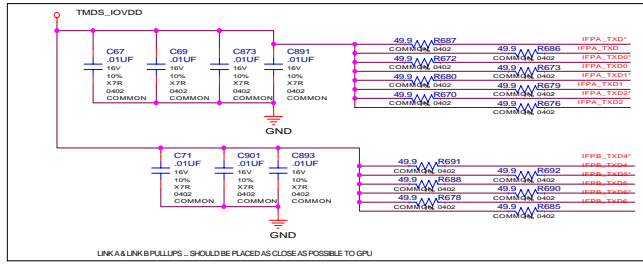 TMDS_IOVDD
C67
.01UF
16V
10%
X7R
0402
COMMON
C69
.01UF
16V
10%
X7R
0402
COMMON
C873
.01UF
16V
10%
X7R
0402
COMMON
C891
.01UF
16V
10%
X7R
0402
COMMON
GND
49.9 R687 IFPA_TXD*
COMMON 0402
49.9 R686 IFPA_TXD
COMMON 0402
49.9 R672 IFPA_TXD0*
COMMON 0402
49.9 R673 IFPA_TXD0
COMMON 0402
49.9 R680 IFPA_TXD1*
COMMON 0402
49.9 R679 IFPA_TXD1
COMMON 0402
49.9 R670 IFPA_TXD2*
COMMON 0402
49.9 R676 IFPA_TXD2
COMMON 0402
C71
.01UF
16V
10%
X7R
0402
COMMON
C901
.01UF
16V
10%
X7R
0402
COMMON
C893
.01UF
16V
10%
X7R
0402
COMMON
GND
49.9 R691 IFPB_TXD4*
COMMON 0402
49.9 R692 IFPB_TXD4
COMMON 0402
49.9 R688 IFPB_TXD5*
COMMON 0402
49.9 R690 IFPB_TXD5
COMMON 0402
49.9 R678 IFPB_TXD6*
COMMON 0402
49.9 R685 IFPB_TXD6
COMMON 0402
LINK A & LINK B PULLUPS .. SHOULD BE PLACED AS CLOSE AS POSSIBLE TO GPU